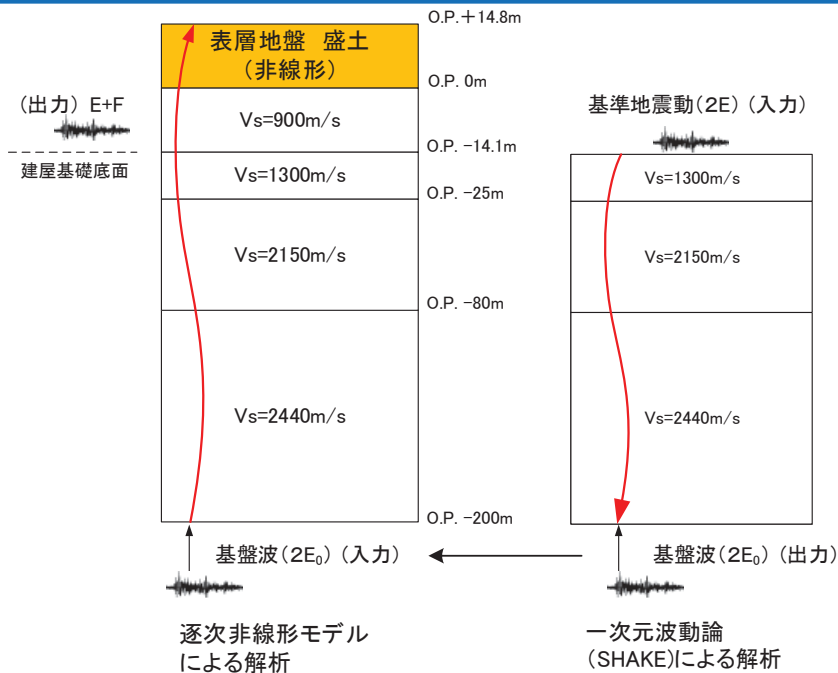 O.P.+14.8m
表層地盤 盛土
(非線形)
O.P. 0m
(出力) E+F
Vs=900m/s
O.P. -14.1m
建屋基礎底面
Vs=1300m/s
O.P. -25m
Vs=2150m/s
O.P. -80m
Vs=2440m/s
O.P. -200m
基盤波(2E₀) (入力)
逐次非線形モデル
による解析
基準地震動(2E) (入力)
Vs=1300m/s
Vs=2150m/s
Vs=2440m/s
基盤波(2E₀) (出力)
一次元波動論
(SHAKE)による解析